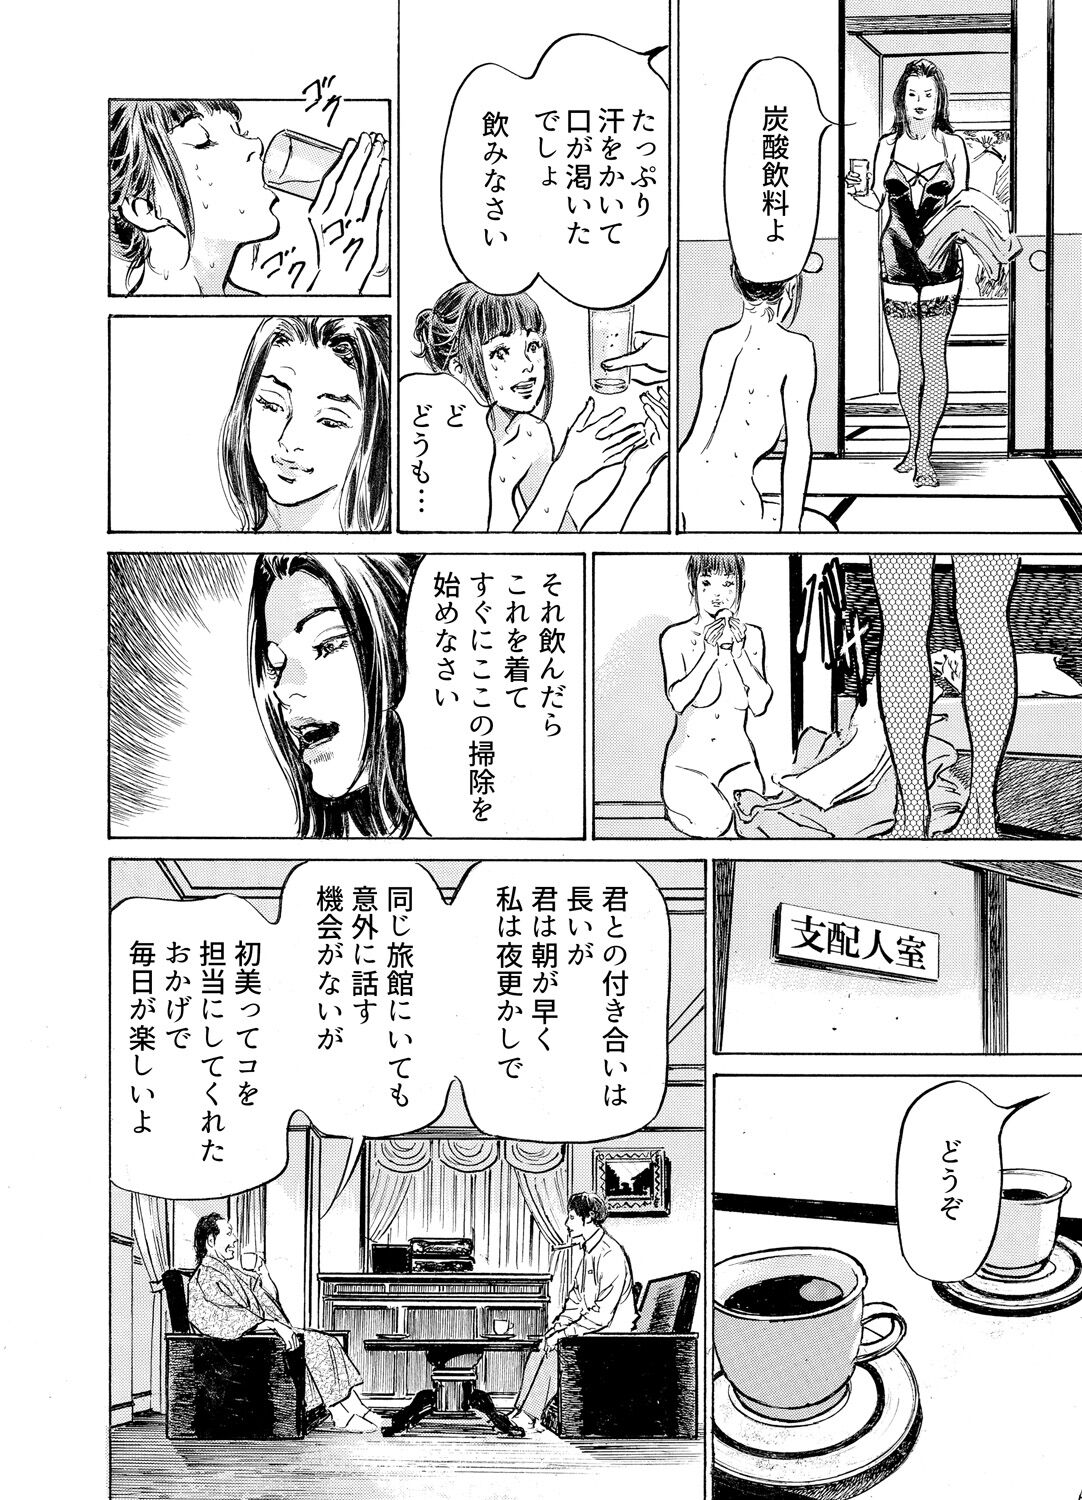 炭酸飲料よ
たっぷり
汗をかいて
口が渇いた
でしょ
飲みなさい
ど
どうも…
ゴク
ゴク
ゴク
それ飲んだら
これを着て
すぐにここの掃除を
始めなさい
支配人室
どうぞ
君との付き合いは
長いが
君は朝が早く
私は夜更かしで
同じ旅館にいても
意外に話す
機会がないが
初美ってコを
担当にしてくれた
おかげで
毎日が楽しいよ